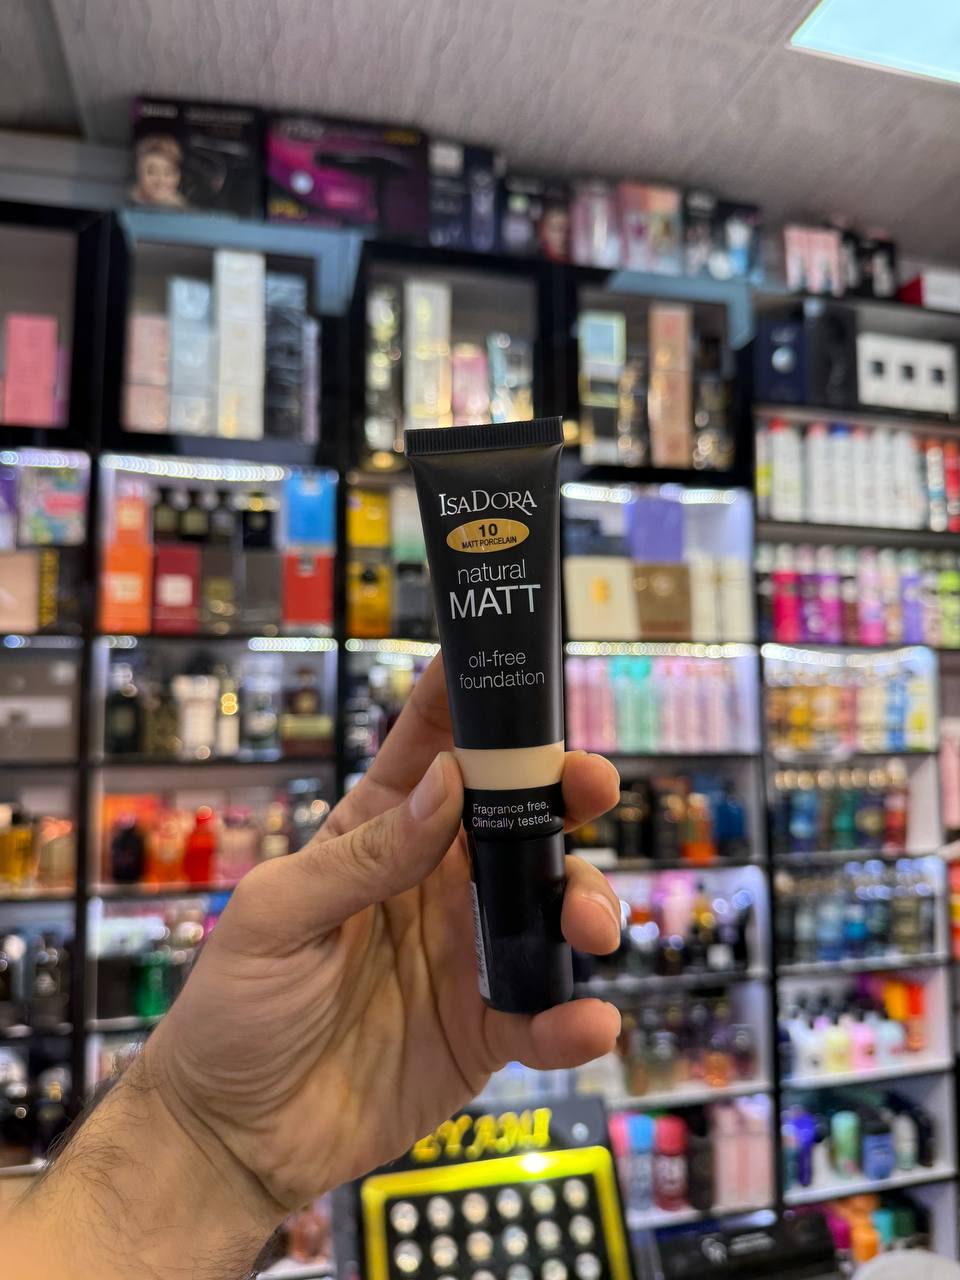 IsaDora
10
MATT PORCELAIN
natural
MATT
oil-free
foundation
Fragrance free.
Clinically tested.